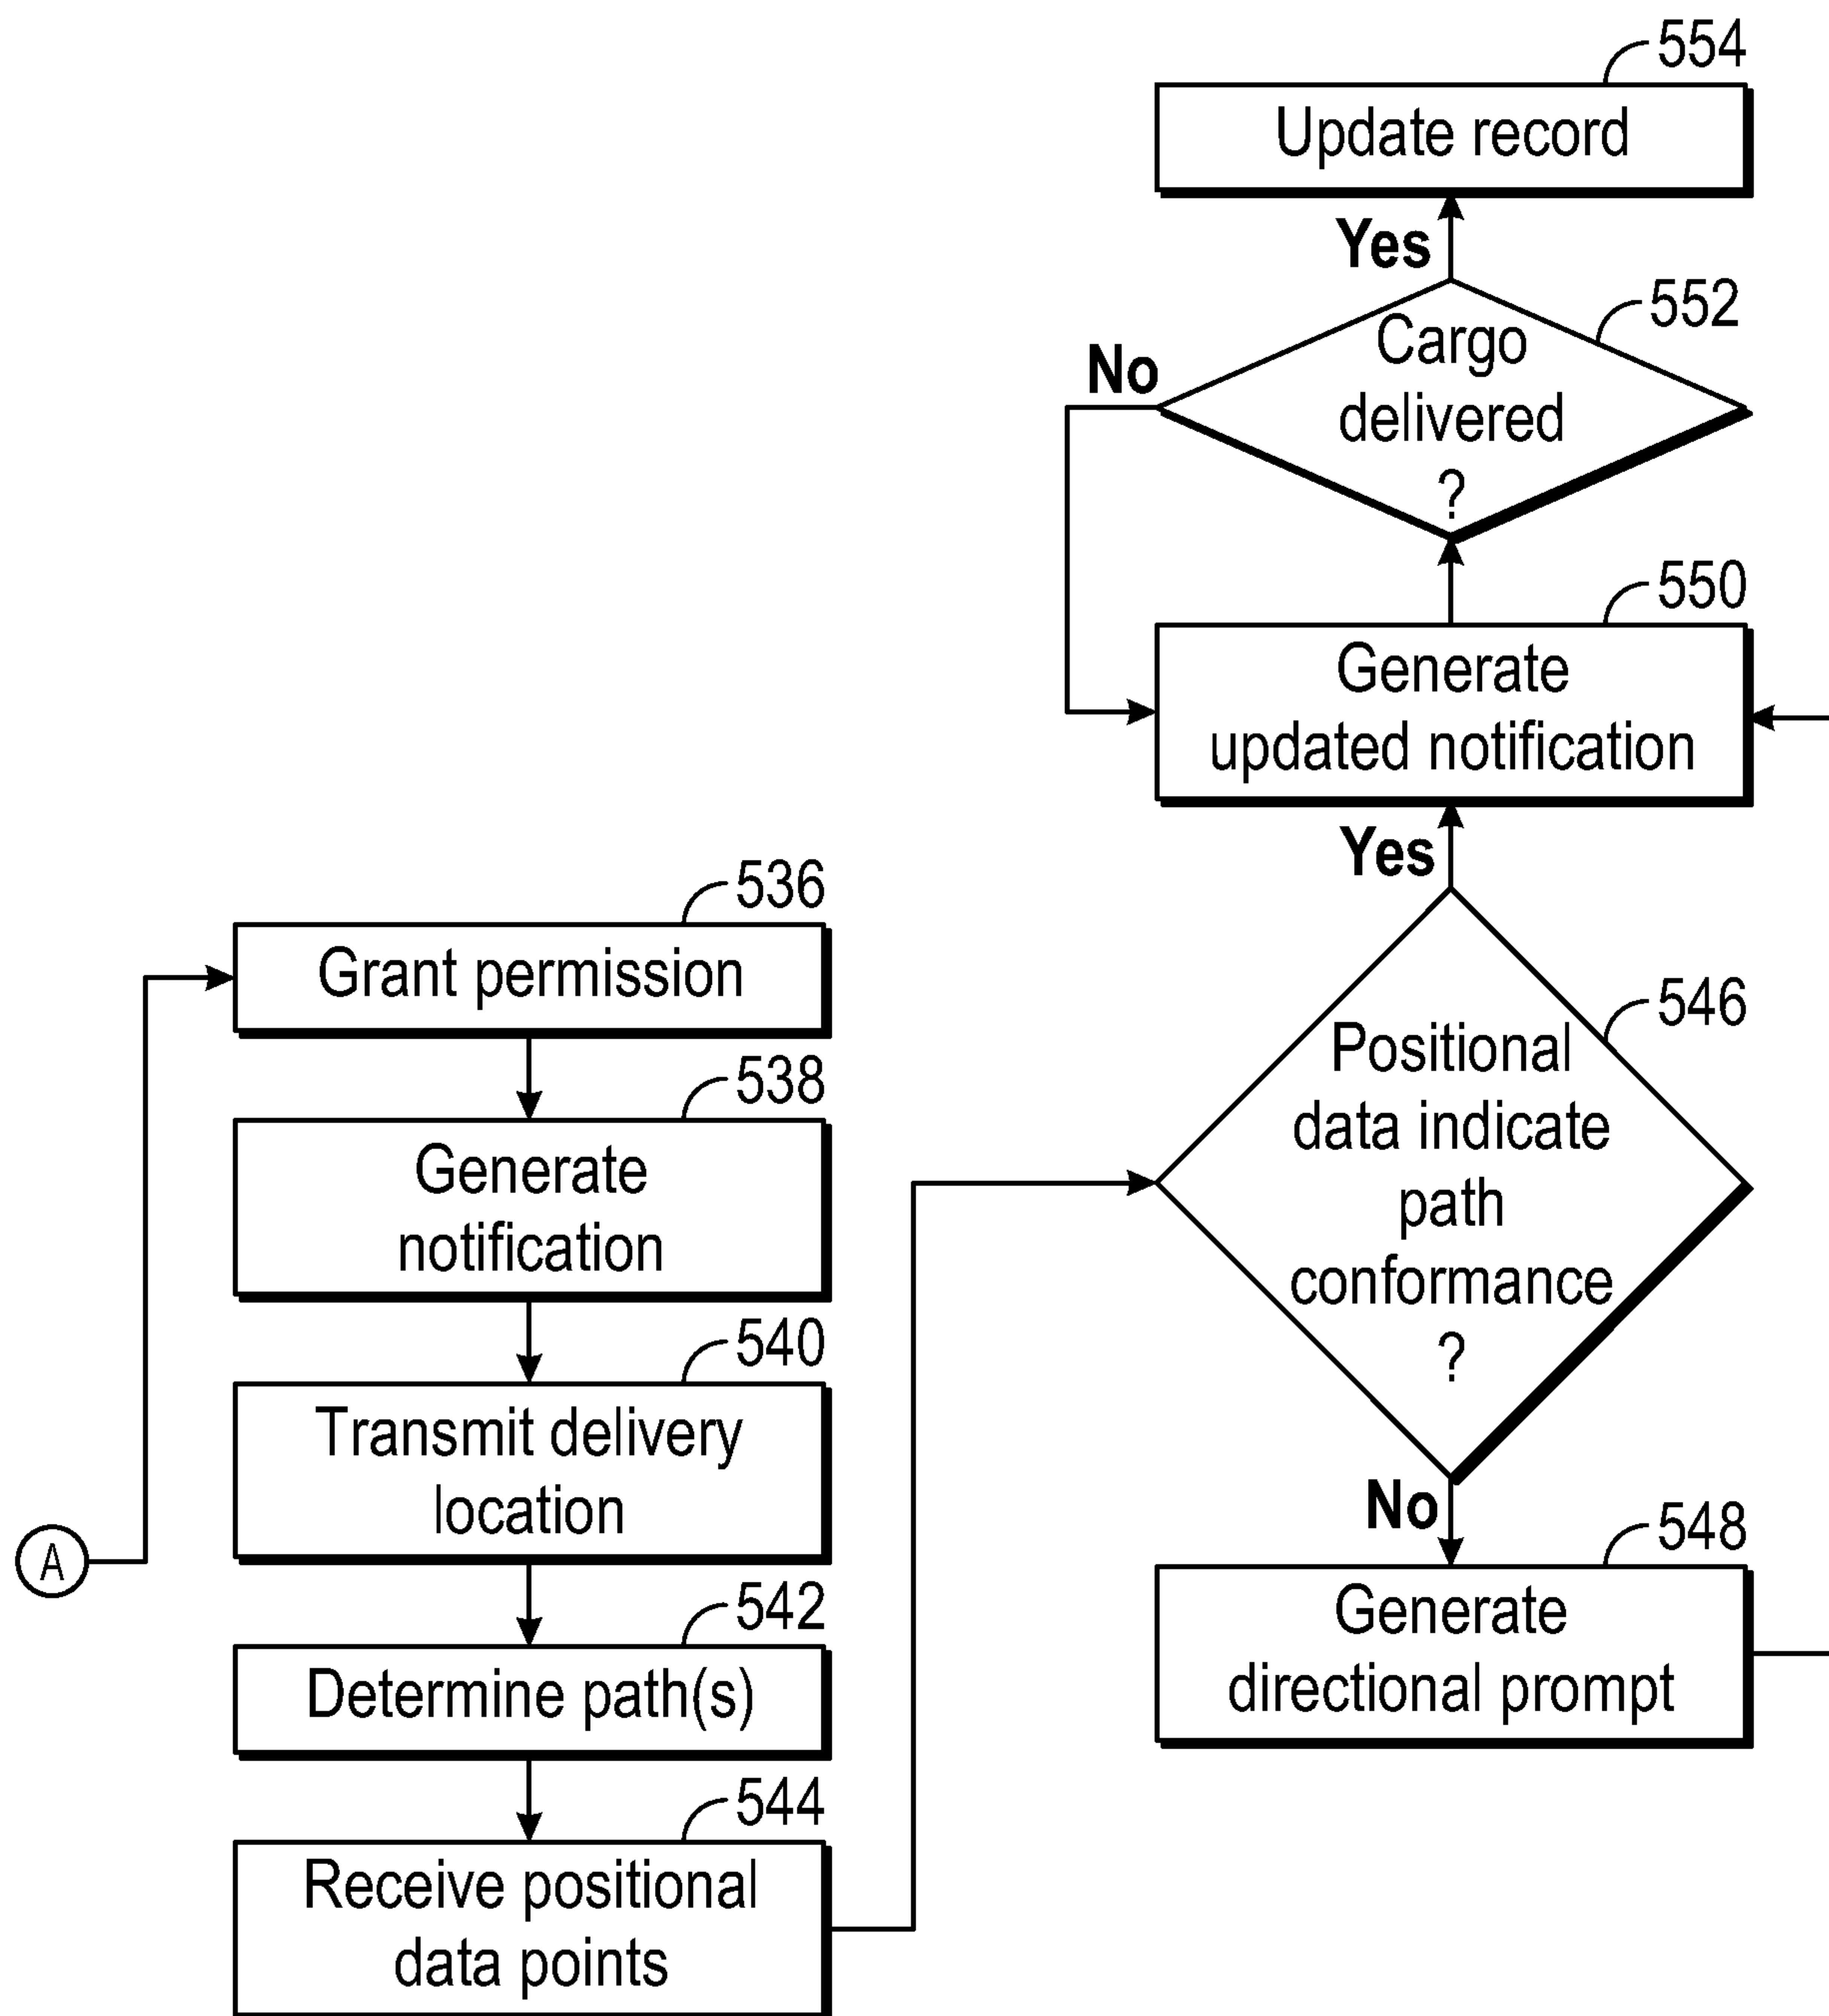 A
536
Grant permission
538
Generate
notification
540
Transmit delivery
location
542
Determine path(s)
544
Receive positional
data points
554
Update record
Yes
552
No
Cargo
delivered
?
550
Generate
updated notification
Yes
546
Positional
data indicate
path
conformance
?
No
548
Generate
directional prompt